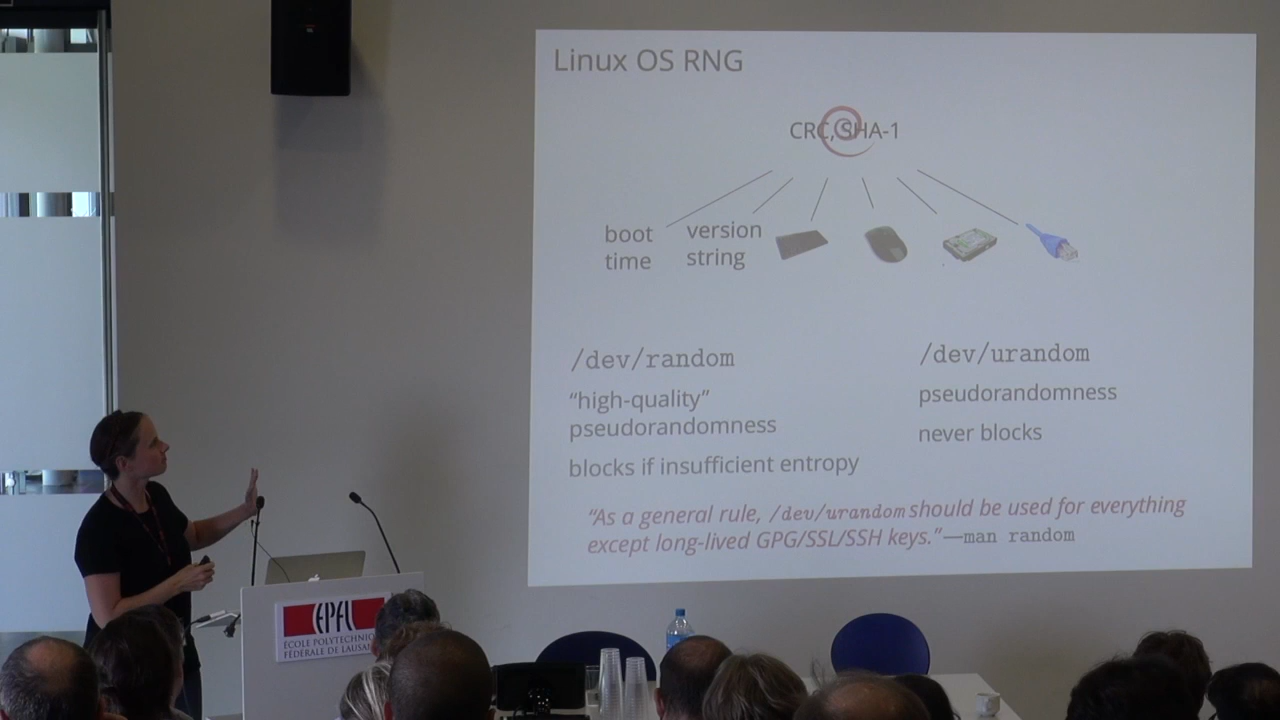 Linux OS RNG
CRC, SHA-1
boot
time
version
string
/dev/random
“high-quality”
pseudorandomness
blocks if insufficient entropy
/dev/urandom
pseudorandomness
never blocks
“As a general rule, /dev/urandom should be used for everything
except long-lived GPG/SSL/SSH keys.”—man random
EPFL
ÉCOLE POLYTECHNIQ
FÉDÉRALE DE LAUSA